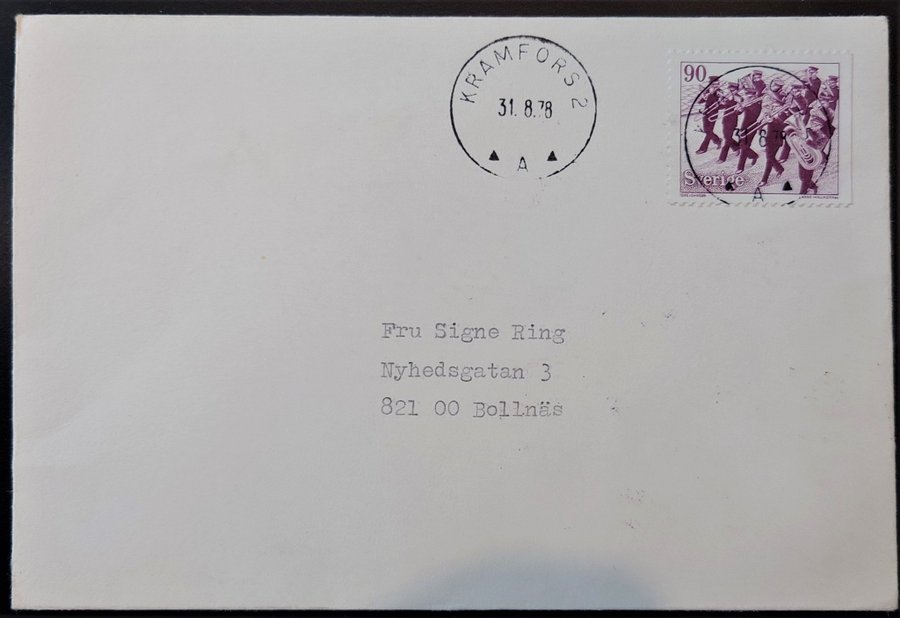 KRAMFORS 2
31.8.78
A
90
Sverige
A
Fru Signe Ring
Nyhedsgatan 3
821 00 Bollnäs